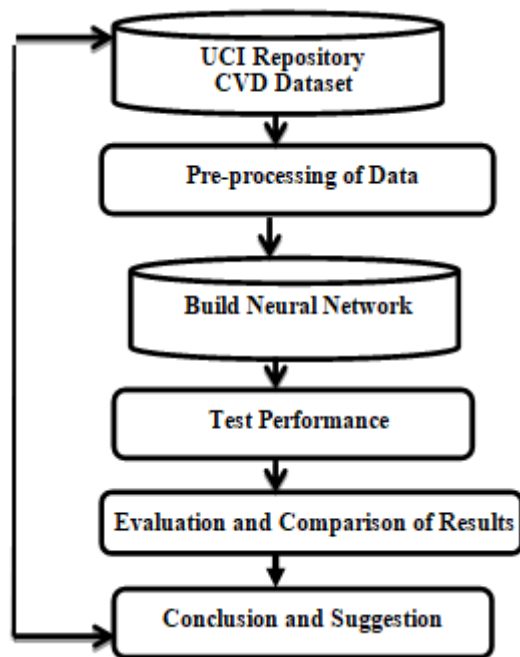 UCI Repository
CVD Dataset
Pre-processing of Data
Build Neural Network
Test Performance
Evaluation and Comparison of Results
Conclusion and Suggestion